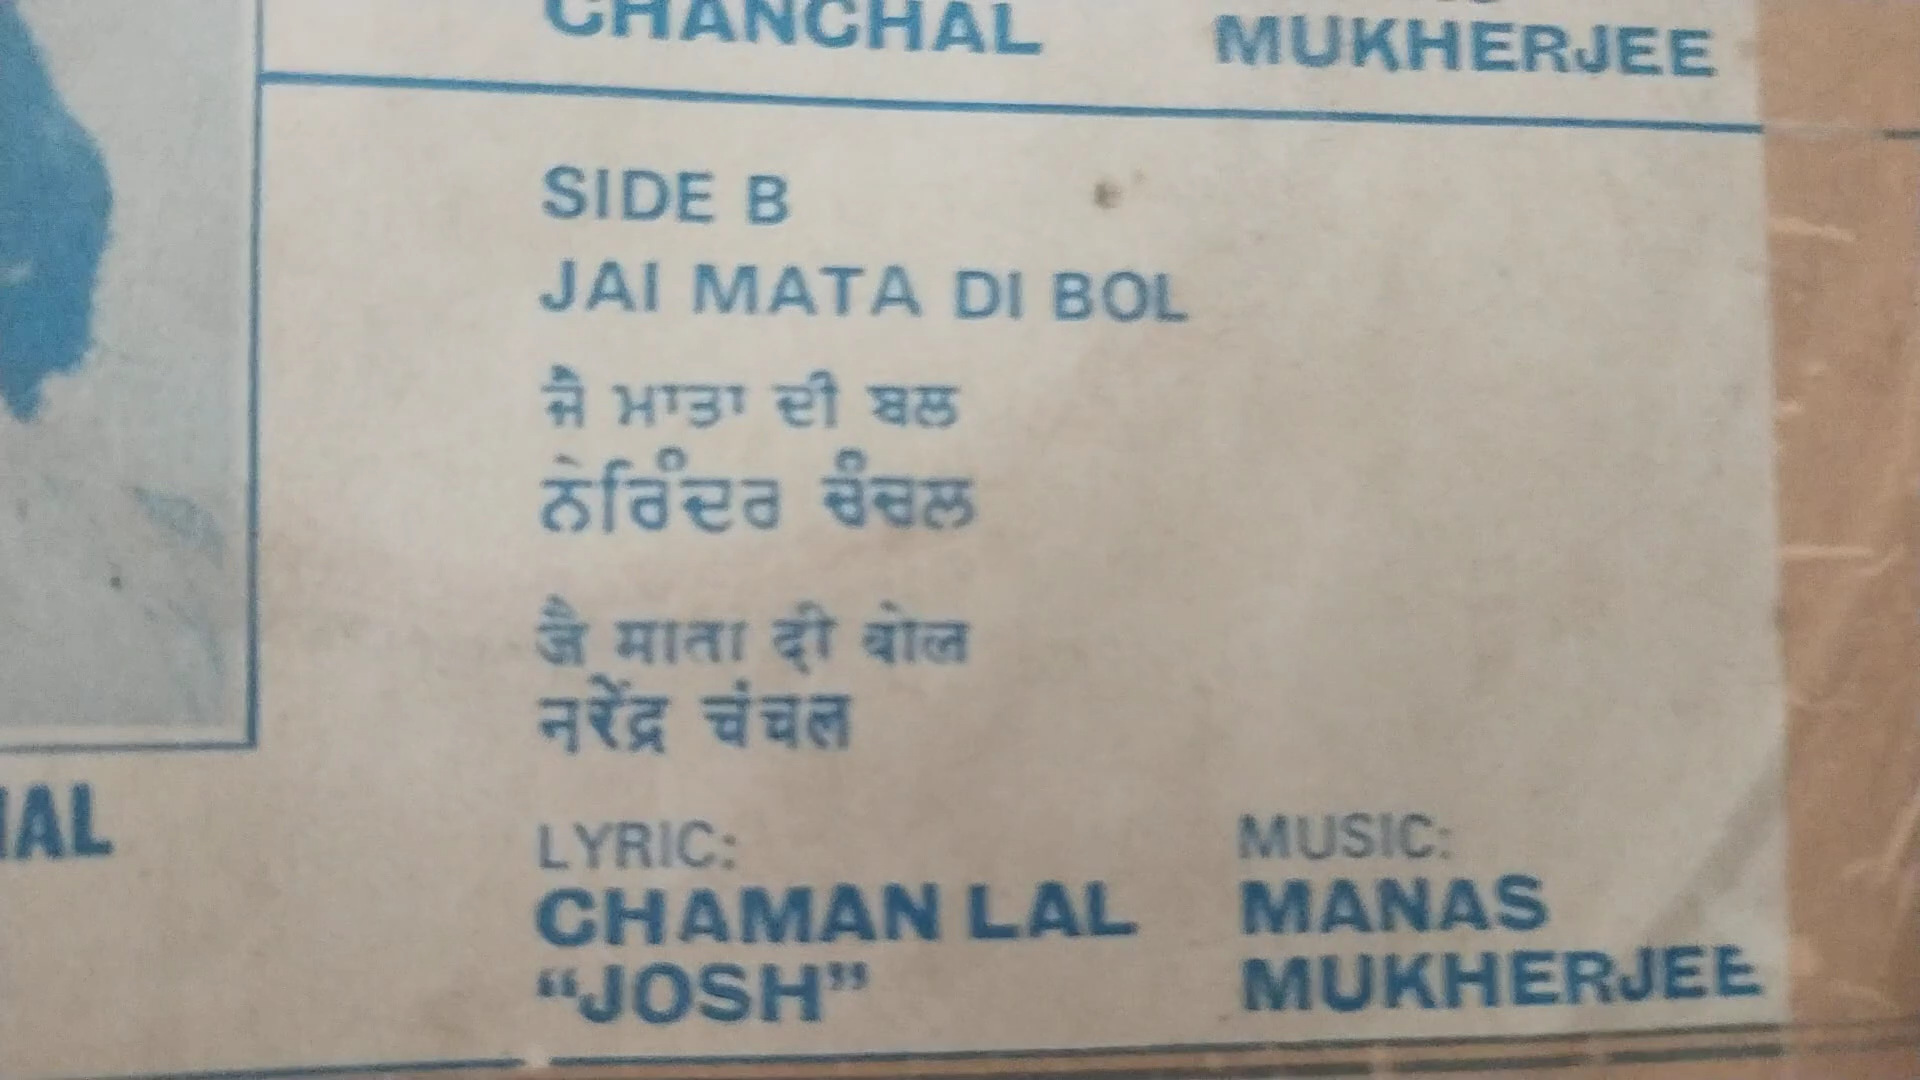 CHANCHAL
MUKHERJEE
SIDE B
JAI MATA DI BOL
ਜੈ ਮਾਤਾ ਦੀ ਬਲ
ਨੇਰਿੰਦਰ ਚੰਚਲ
जै माता दी बोल
नरेंद्र चंचल
LYRIC:
CHAMAN LAL
"JOSH"
MUSIC:
MANAS
MUKHERJEE